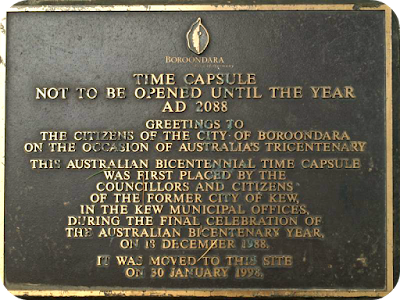 BOROONDARA
TIME CAPSULE
NOT TO BE OPENED UNTIL THE YEAR
AD 2088
GREETINGS TO
THE CITIZENS OF THE CITY OF BOROONDARA
ON THE OCCASION OF AUSTRALIA'S TRICENTENARY
THIS AUSTRALIAN BICENTENNIAL TIME CAPSULE
WAS FIRST PLACED BY THE
COUNCILLORS AND CITIZENS
OF THE FORMER CITY OF KEW,
IN THE KEW MUNICIPAL OFFICES,
DURING THE FINAL CELEBRATION OF
THE AUSTRALIAN BICENTENARY YEAR,
ON 18 DECEMBER 1988.
IT WAS MOVED TO THIS SITE
ON 30 JANUARY 1998.